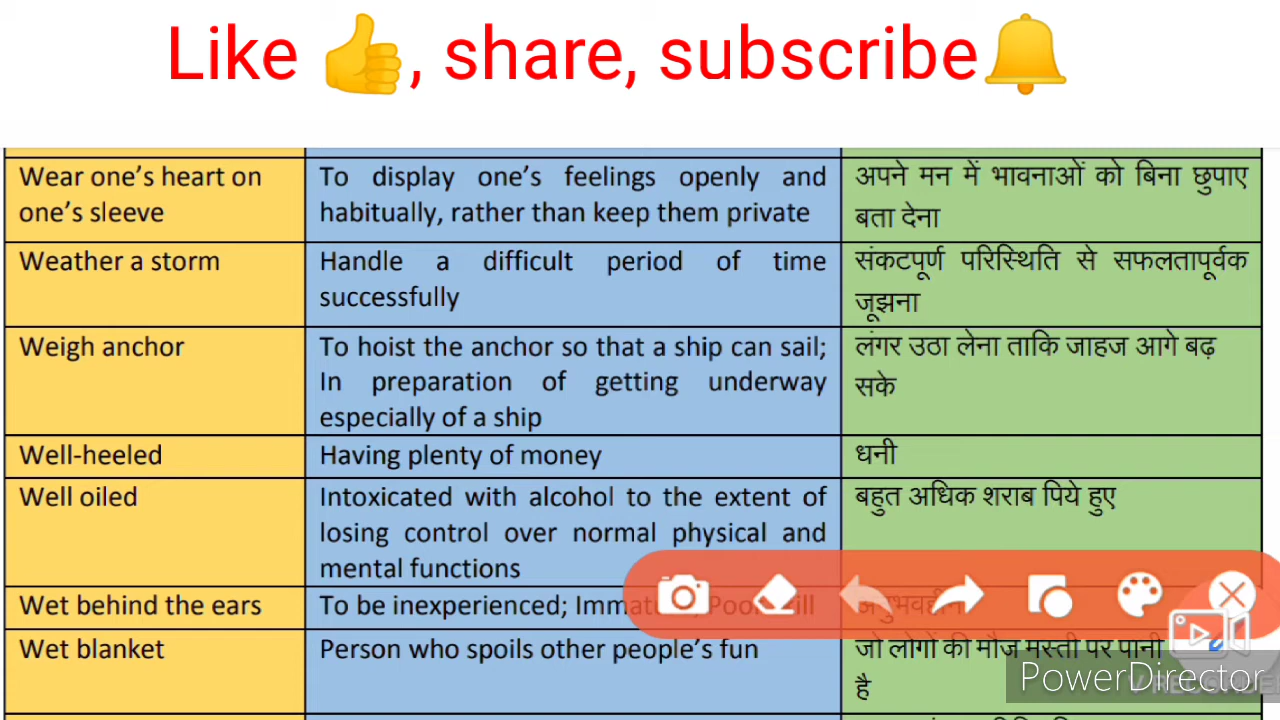 Like 👍, share, subscribe🔔
Wear one's heart on
one's sleeve
To display one's feelings openly and
habitually, rather than keep them private
अपने मन में भावनाओं को बिना छुपाए
बता देना
Weather a storm
Handle a difficult period of time
successfully
संकटपूर्ण परिस्थिति से सफलतापूर्वक
जूझना
Weigh anchor
To hoist the anchor so that a ship can sail;
In preparation of getting underway
especially of a ship
लंगर उठा लेना ताकि जाहज आगे बढ़
सके
Well-heeled
Having plenty of money
धनी
Well oiled
Intoxicated with alcohol to the extent of
losing control over normal physical and
mental functions
बहुत अधिक शराब पिये हुए
Wet behind the ears
To be inexperienced;
अनुभवहीन
Wet blanket
Person who spoils other people's fun
जो लोगों की मौज मस्ती पर पानी
है
PowerDirector